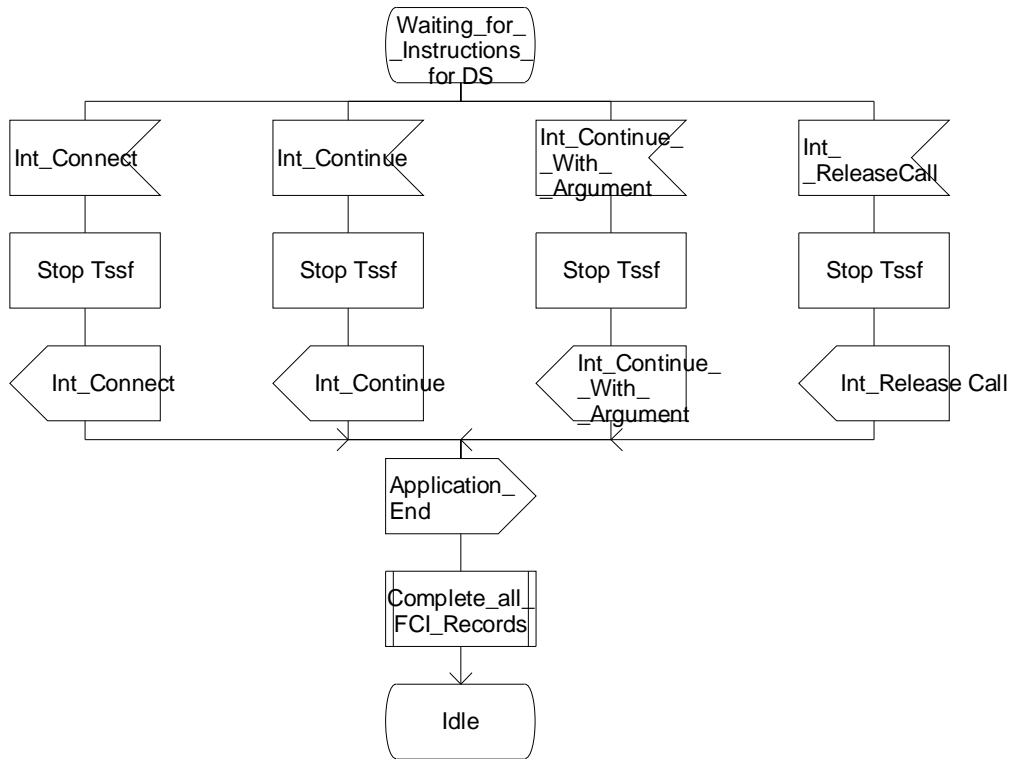 Waiting_for_
_Instructions_
for DS
Int_Connect
Int_Continue
Int_Continue_
_With_
_Argument
Int_
_ReleaseCall
Stop Tssf
Stop Tssf
Stop Tssf
Stop Tssf
Int_Connect
Int_Continue
Int_Continue_
_With_
_Argument
Int_Release Call
Application_
End
Complete_all_
FCI_Records
Idle